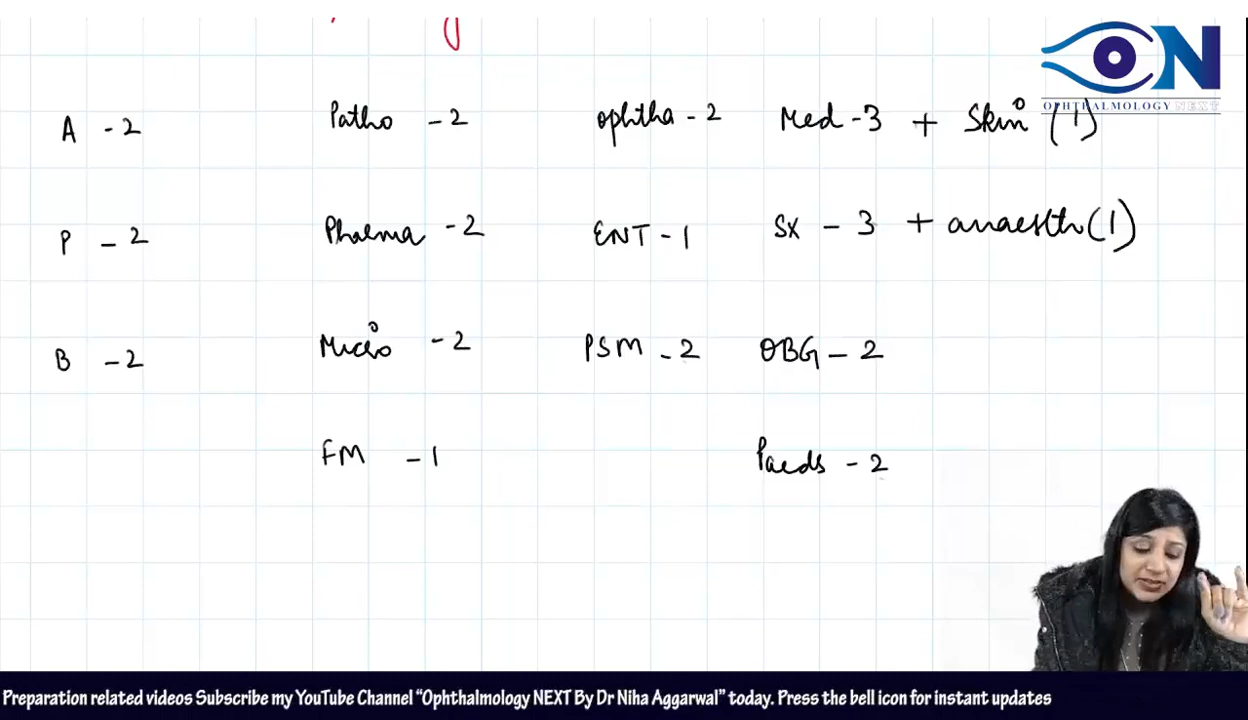 ON
OPHTHALMOLOGY NEXT
A - 2
Patho - 2
ophtha - 2
Med - 3 + Skin (1)
P - 2
Pharma - 2
ENT - 1
Sx - 3 + anaesth (1)
B - 2
Micro - 2
PSM - 2
OBG - 2
FM - 1
Paeds - 2
Preparation related videos Subscribe my YouTube Channel “Ophthalmology NEXT By Dr Niha Aggarwal” today. Press the bell icon for instant updates